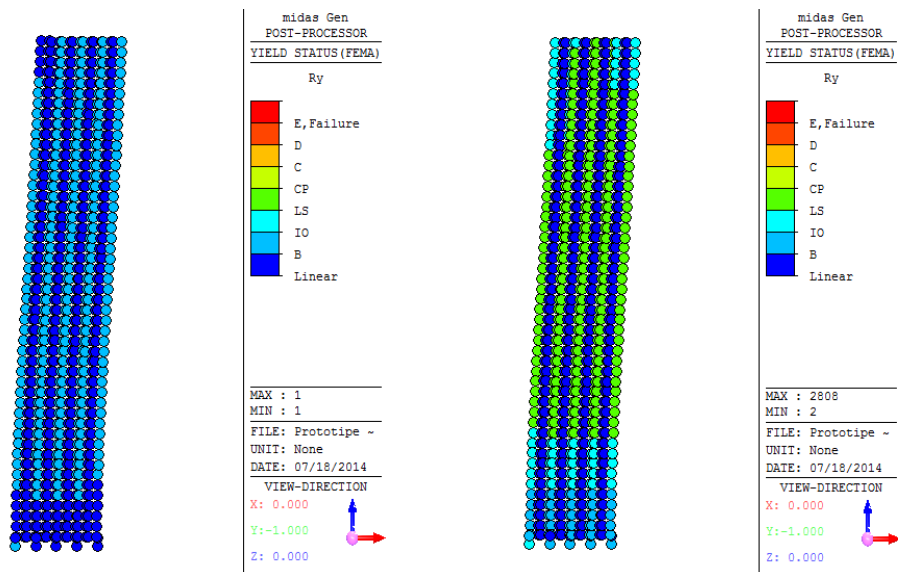 midas Gen
POST-PROCESSOR
YIELD STATUS(FEMA)
Ry
E,Failure
D
C
CP
LS
IO
B
Linear
MAX : 1
MIN : 1
FILE: Prototipe ~
UNIT: None
DATE: 07/18/2014
VIEW-DIRECTION
X: 0.000
Y:-1.000
Z: 0.000
midas Gen
POST-PROCESSOR
YIELD STATUS(FEMA)
Ry
E,Failure
D
C
CP
LS
IO
B
Linear
MAX : 2808
MIN : 2
FILE: Prototipe ~
UNIT: None
DATE: 07/18/2014
VIEW-DIRECTION
X: 0.000
Y:-1.000
Z: 0.000